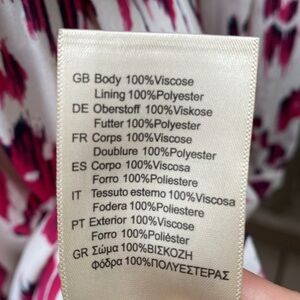 GB Body 100%Viscose
Lining 100%Polyester
DE Oberstoff 100%Viskose
Futter 100%Polyester
FR Corps 100%Viscose
Doublure 100%Polyester
ES Corpo 100%Viscosa
Forro 100%Poliestere
IT Tessuto esterno 100%Viscosa
Fodera 100%Poliestere
PT Exterior 100%Viscose
Forro 100%Poliéster
GR Σώμα 100%ΒΙΣΚΟΖΗ
Φόδρα 100%ΠΟΛΥΕΣΤΕΡΑΣ